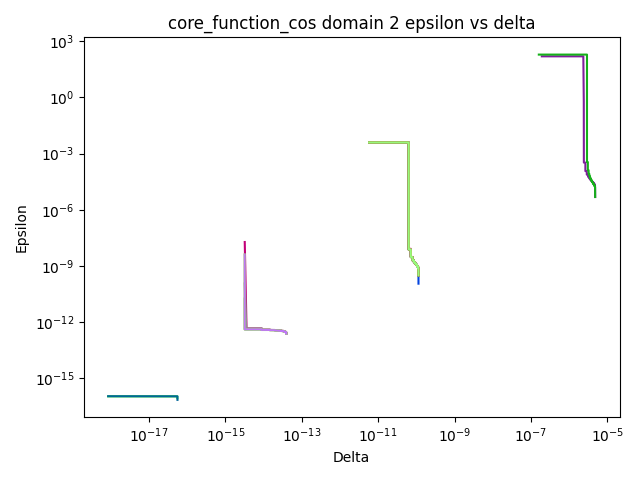 core_function_cos domain 2 epsilon vs delta
10³
10⁰
10⁻³
10⁻⁶
10⁻⁹
10⁻¹²
10⁻¹⁵
Epsilon
10⁻¹⁷ 10⁻¹⁵ 10⁻¹³ 10⁻¹¹ 10⁻⁹ 10⁻⁷ 10⁻⁵
Delta